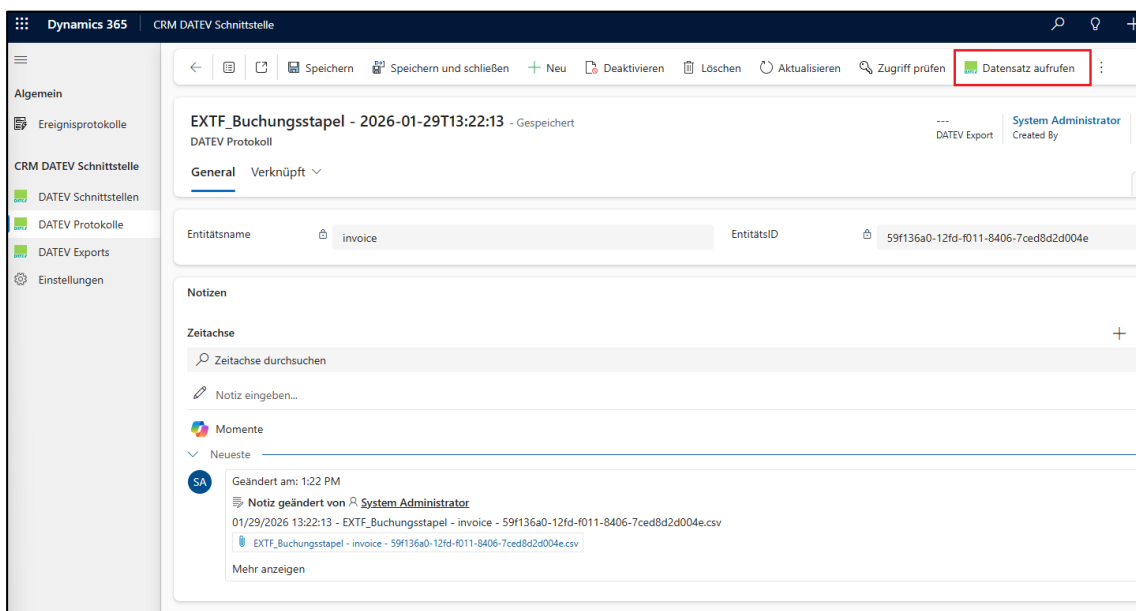 Dynamics 365 CRM DATEV Schnittstelle
Speichern Speichern und schließen Neu Deaktivieren Löschen Aktualisieren Zugriff prüfen Datensatz aufrufen
Algemein
Ereignisprotokolle
CRM DATEV Schnittstelle
DATEV Schnittstellen
DATEV Protokolle
DATEV Exports
Einstellungen
EXTF_Buchungsstapel - 2026-01-29T13:22:13 - Gespeichert
DATEV Protokoll
---
DATEV Export
System Administrator
Created By
General Verknüpft
Entitätsname invoice EntitätsID 59f136a0-12fd-f011-8406-7ced8d2d004e
Notizen
Zeitachse
Zeitachse durchsuchen
Notiz eingeben...
Momente
Neueste
SA
Geändert am: 1:22 PM
Notiz geändert von System Administrator
01/29/2026 13:22:13 - EXTF_Buchungsstapel - invoice - 59f136a0-12fd-f011-8406-7ced8d2d004e.csv
EXTF_Buchungsstapel - invoice - 59f136a0-12fd-f011-8406-7ced8d2d004e.csv
Mehr anzeigen